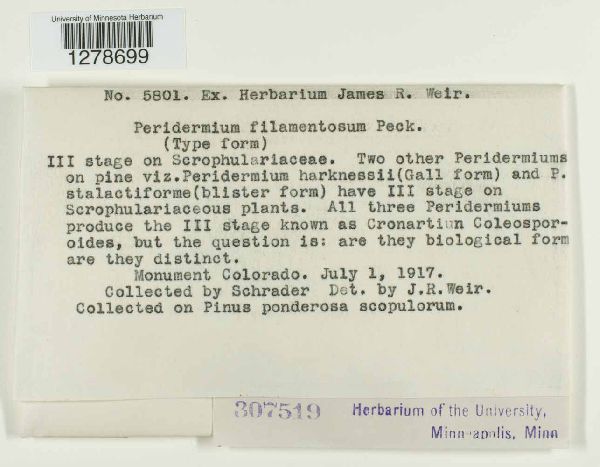 University of Minnesota Herbarium
1278699
No. 5801. Ex. Herbarium James R. Weir.
Peridermium filamentosum Peck.
(Type form)
III stage on Scrophulariaceae. Two other Peridermiums
on pine viz.Peridermium harknessii(Gall form) and P.
stalactiforme(blister form) have III stage on
Scrophulariaceous plants. All three Peridermiums
produce the III stage known as Cronartiun Coleospor-
oides, but the question is: are they biological form
are they distinct.
Monument Colorado. July 1, 1917.
Collected by Schrader Det. by J.R.Weir.
Collected on Pinus ponderosa scopulorum.
307519 Herbarium of the University,
Minneapolis, Minn